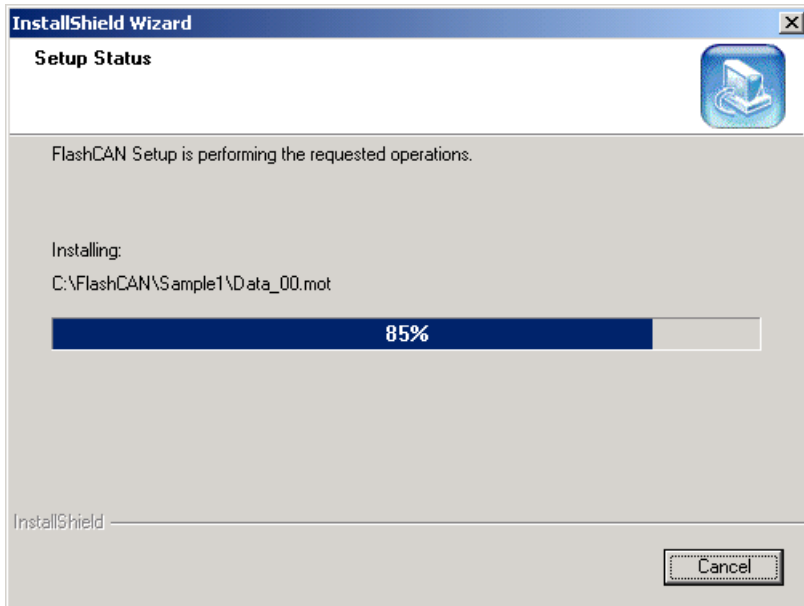 InstallShield Wizard
Setup Status
FlashCAN Setup is performing the requested operations.
Installing:
C:\FlashCAN\Sample1\Data_00.mot
85%
InstallShield
Cancel